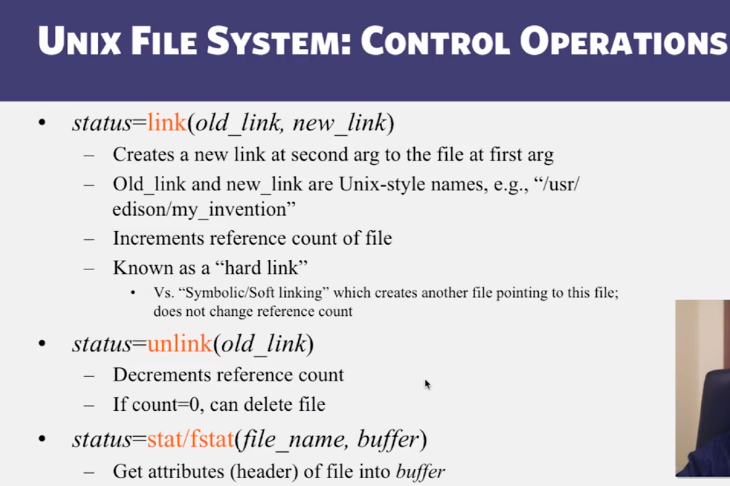 UNIX FILE SYSTEM: CONTROL OPERATIONS
• status=link(old_link, new_link)
– Creates a new link at second arg to the file at first arg
– Old_link and new_link are Unix-style names, e.g., “/usr/
edison/my_invention”
– Increments reference count of file
– Known as a “hard link”
• Vs. “Symbolic/Soft linking” which creates another file pointing to this file;
does not change reference count
• status=unlink(old_link)
– Decrements reference count
– If count=0, can delete file
• status=stat/fstat(file_name, buffer)
– Get attributes (header) of file into buffer